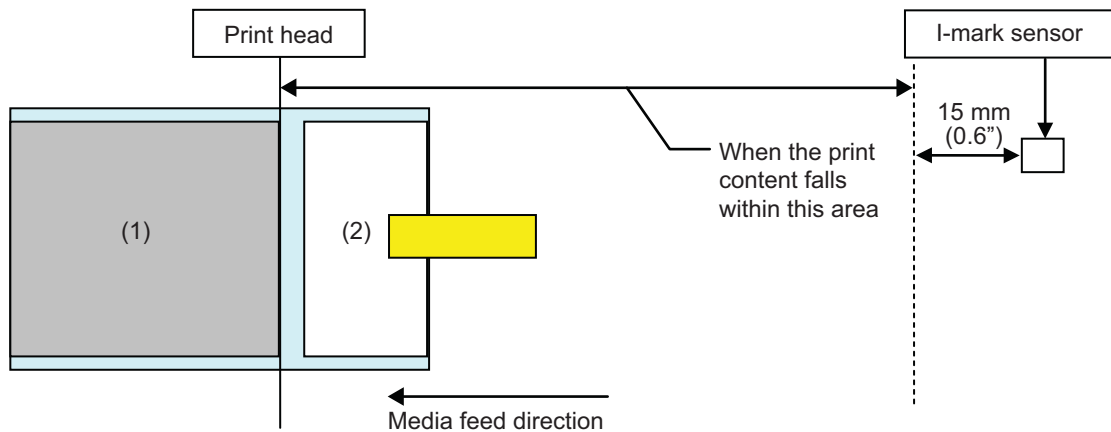 Print head
I-mark sensor
15 mm
(0.6”)
When the print
content falls
within this area
(1)
(2)
Media feed direction